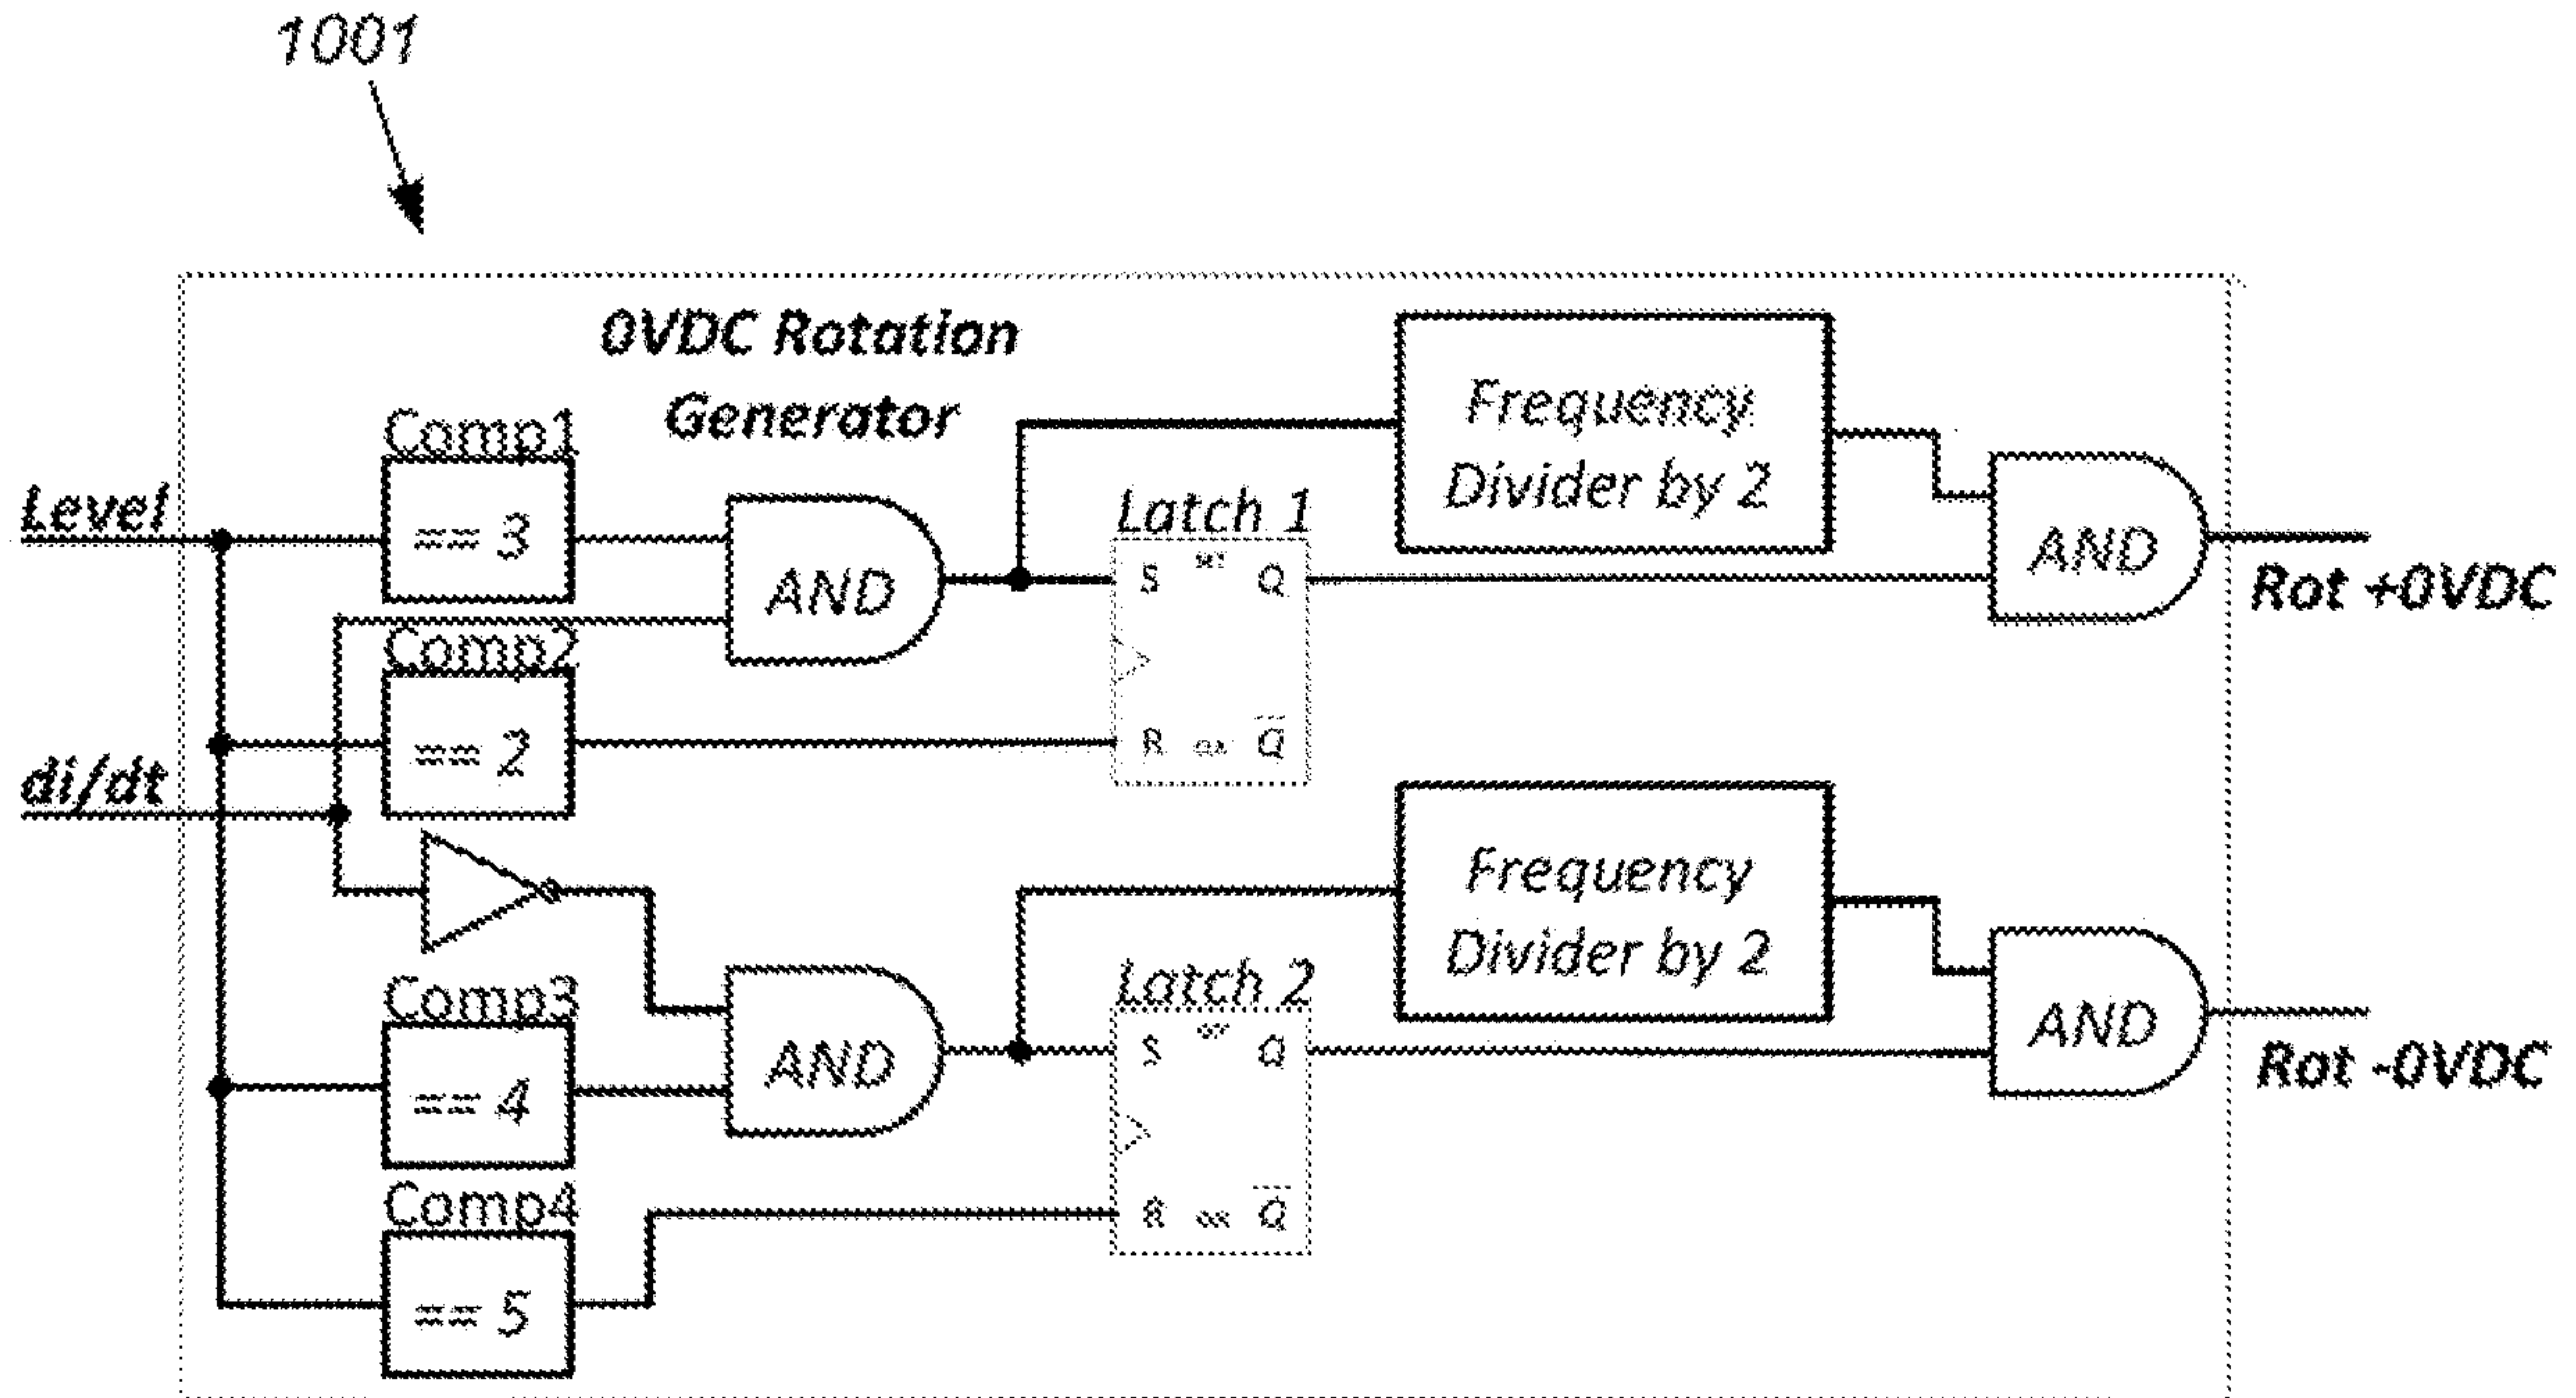 1001
0VDC Rotation
Generator
Level
di/dt
Comp1
== 3
Comp2
== 2
Comp3
== 4
Comp4
== 5
AND
AND
Latch 1
S
Q
R
Q̅
Latch 2
S
Q
R
Q̅
Frequency
Divider by 2
Frequency
Divider by 2
AND
Rot +0VDC
AND
Rot -0VDC